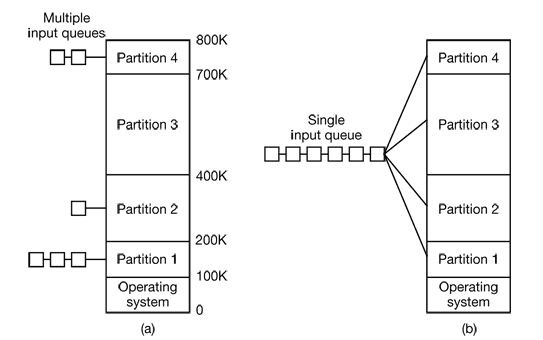 Multiple
input queues
Partition 4
800K
700K
Partition 3
400K
Partition 2
200K
Partition 1
100K
Operating
system
0
(a)
Single
input queue
Partition 4
Partition 3
Partition 2
Partition 1
Operating
system
(b)